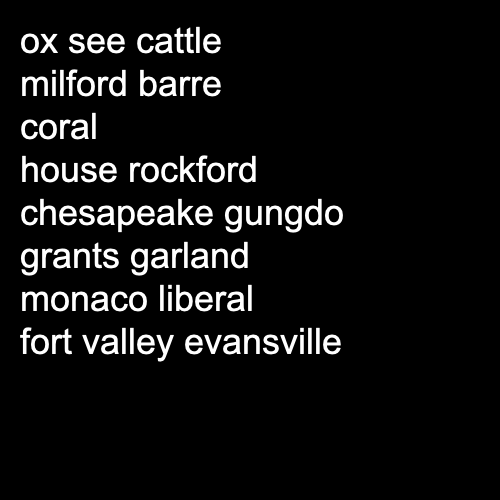 ox see cattle
milford barre
coral
house rockford
chesapeake gungdo
grants garland
monaco liberal
fort valley evansville